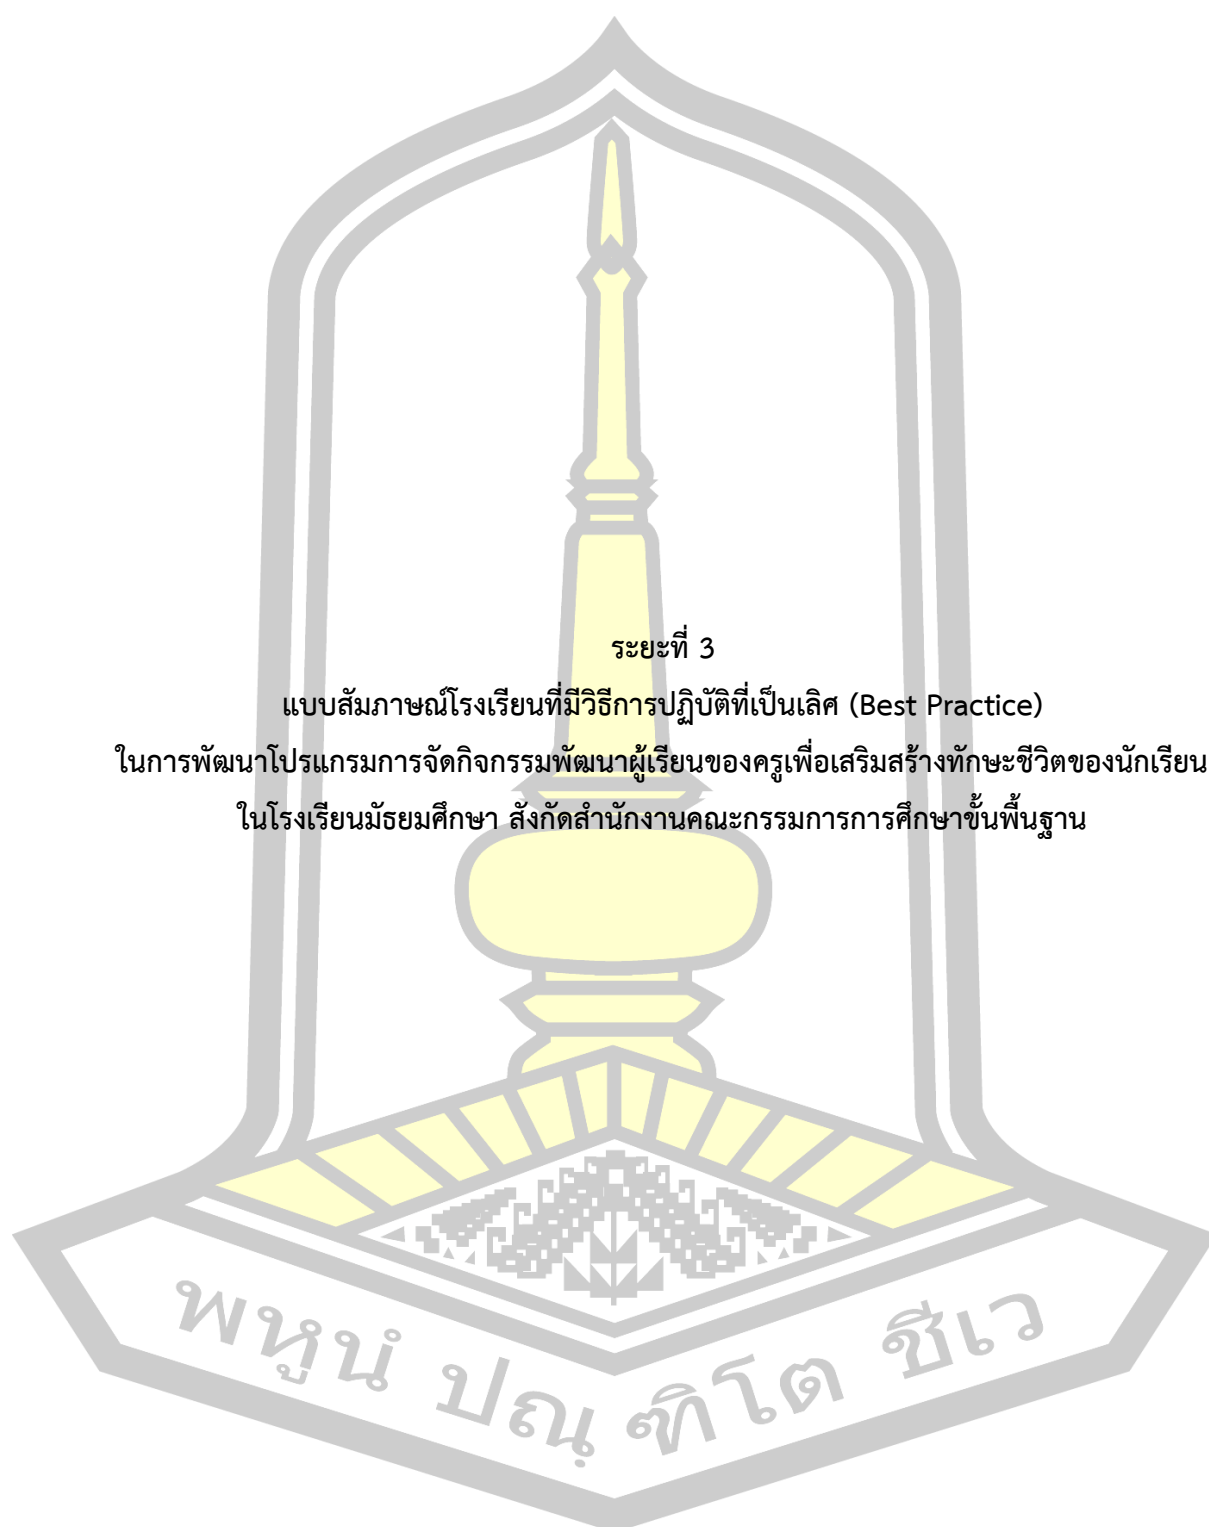 ระยะที่ 3
แบบสัมภาษณ์โรงเรียนที่มีวิธีการปฏิบัติที่เป็นเลิศ (Best Practice)
ในการพัฒนาโปรแกรมการจัดกิจกรรมพัฒนาผู้เรียนของครูเพื่อเสริมสร้างทักษะชีวิตของนักเรียน
ในโรงเรียนมัธยมศึกษา สังกัดสำนักงานคณะกรรมการการศึกษาขั้นพื้นฐาน
พหูนํ ปณฺฑิโต ชีเว